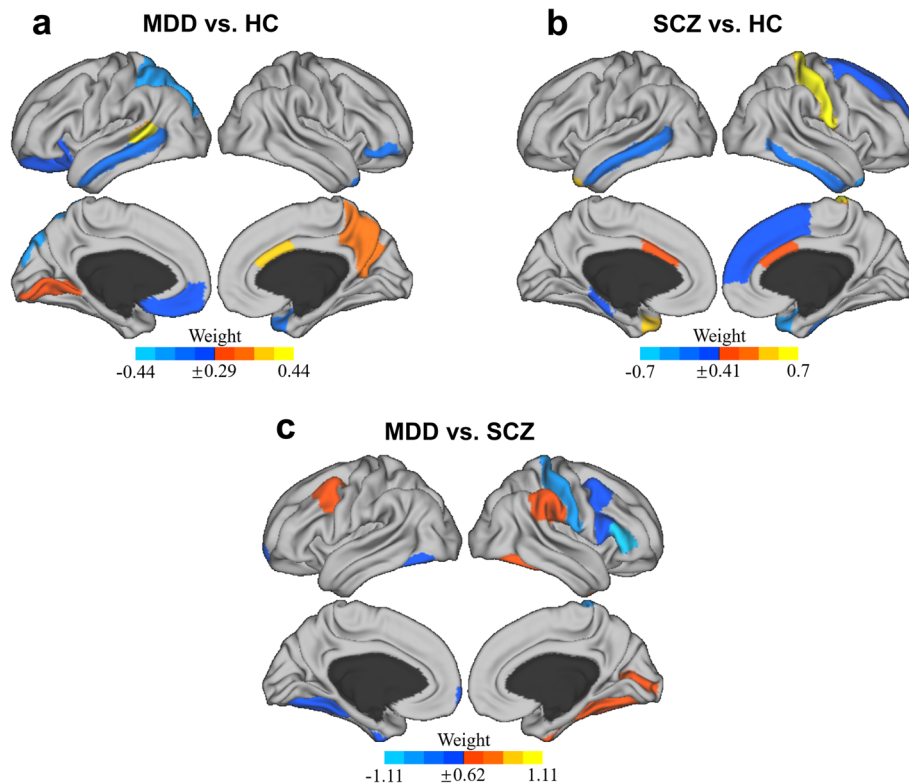 a MDD vs. HC
b SCZ vs. HC
Weight
-0.44 ±0.29 0.44
Weight
-0.7 ±0.41 0.7
c MDD vs. SCZ
Weight
-1.11 ±0.62 1.11